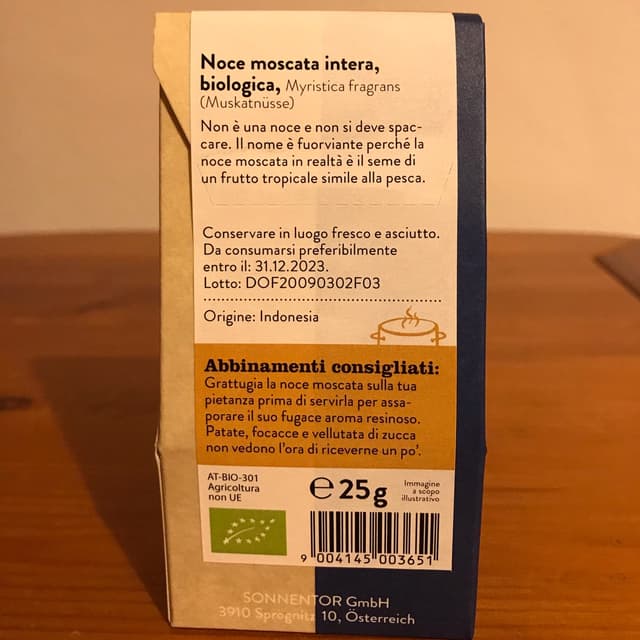 Noce moscata intera,
biologica, Myristica fragrans
(Muskatnüsse)
Non è una noce e non si deve spac-
care. Il nome è fuorviante perché la
noce moscata in realtà è il seme di
un frutto tropicale simile alla pesca.
Conservare in luogo fresco e asciutto.
Da consumarsi preferibilmente
entro il: 31.12.2023.
Lotto: DOF20090302F03
Origine: Indonesia
Abbinamenti consigliati:
Grattugia la noce moscata sulla tua
pietanza prima di servirla per assa-
porare il suo fugace aroma resinoso.
Patate, focacce e vellutata di zucca
non vedono l'ora di riceverne un po'.
AT-BIO-301
Agricoltura
non UE
℮ 25g
Immagine
a scopo
illustrativo
9 004145 003651
SONNENTOR GmbH
3910 Sprögnitz 10, Österreich